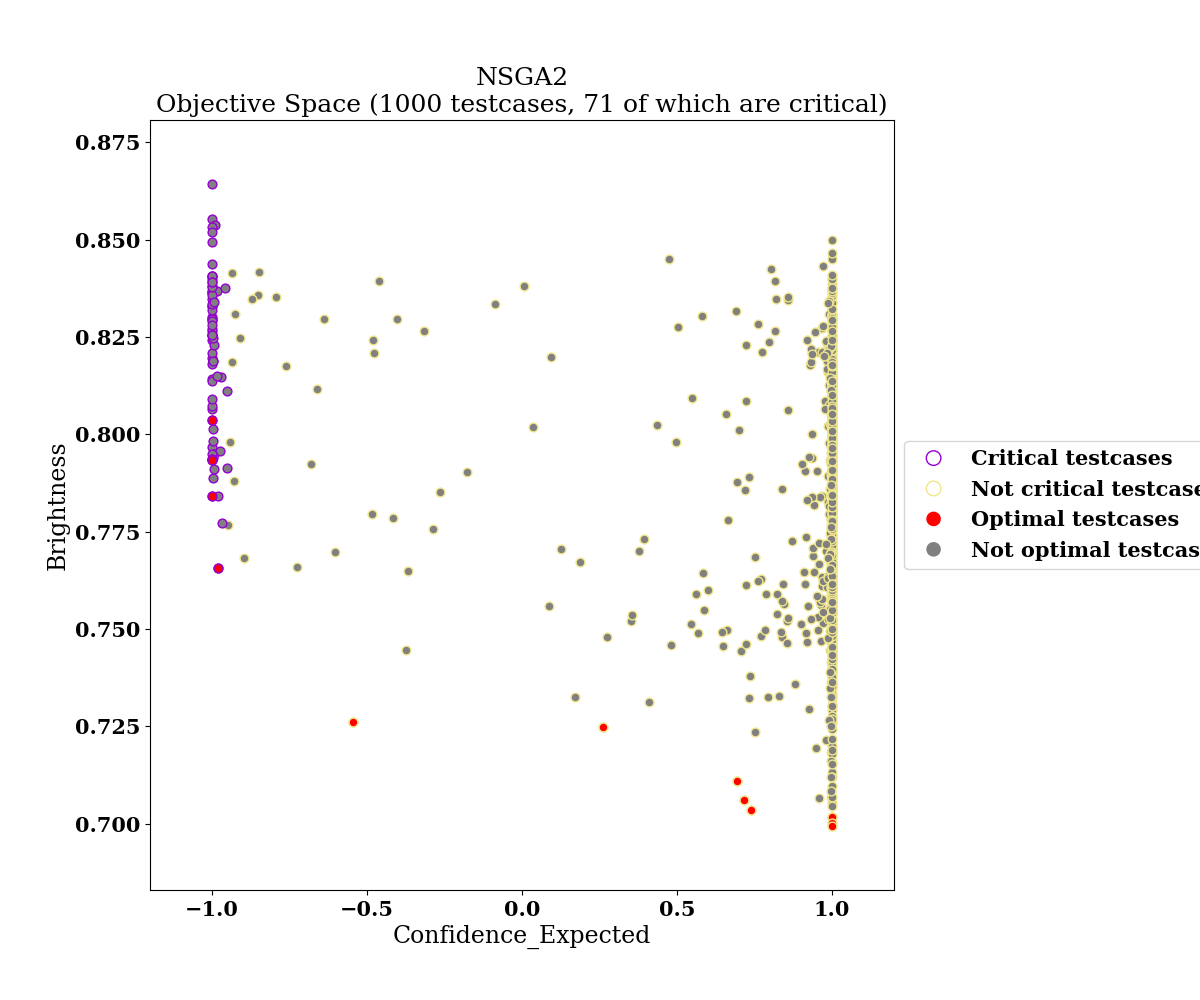 NSGA2
Objective Space (1000 testcases, 71 of which are critical)
0.875
0.850
0.825
0.800
0.775
0.750
0.725
0.700
Brightness
−1.0
−0.5
0.0
0.5
1.0
Confidence_Expected
Critical testcases
Not critical testcase
Optimal testcases
Not optimal testcas